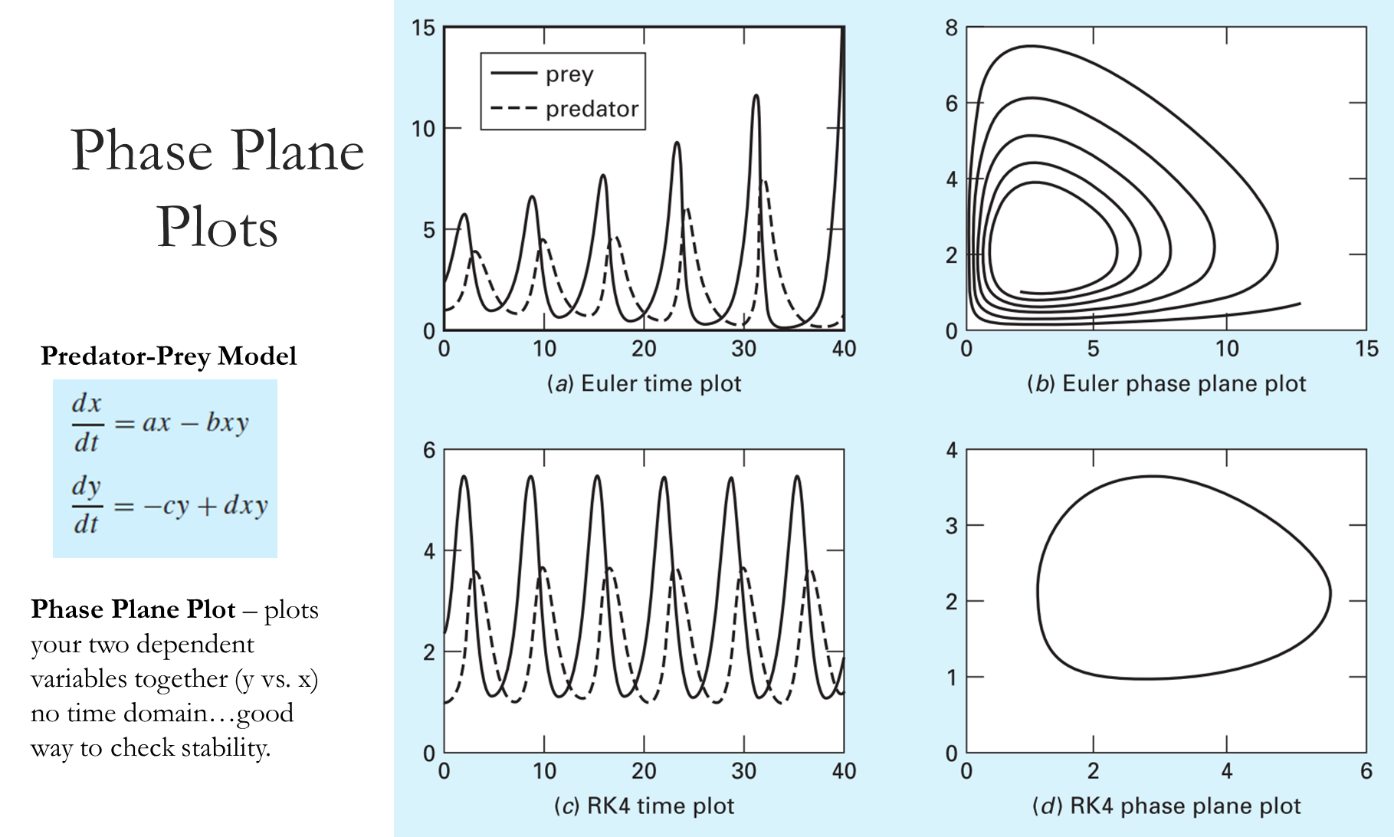 Phase Plane
Plots
Predator-Prey Model
dx/dt = ax − bxy
dy/dt = −cy + dxy
Phase Plane Plot – plots
your two dependent
variables together (y vs. x)
no time domain…good
way to check stability.
15
10
5
0
prey
predator
0 10 20 30 40
(a) Euler time plot
8
6
4
2
0
0 5 10 15
(b) Euler phase plane plot
6
4
2
0
0 10 20 30 40
(c) RK4 time plot
4
3
2
1
0
0 2 4 6
(d) RK4 phase plane plot